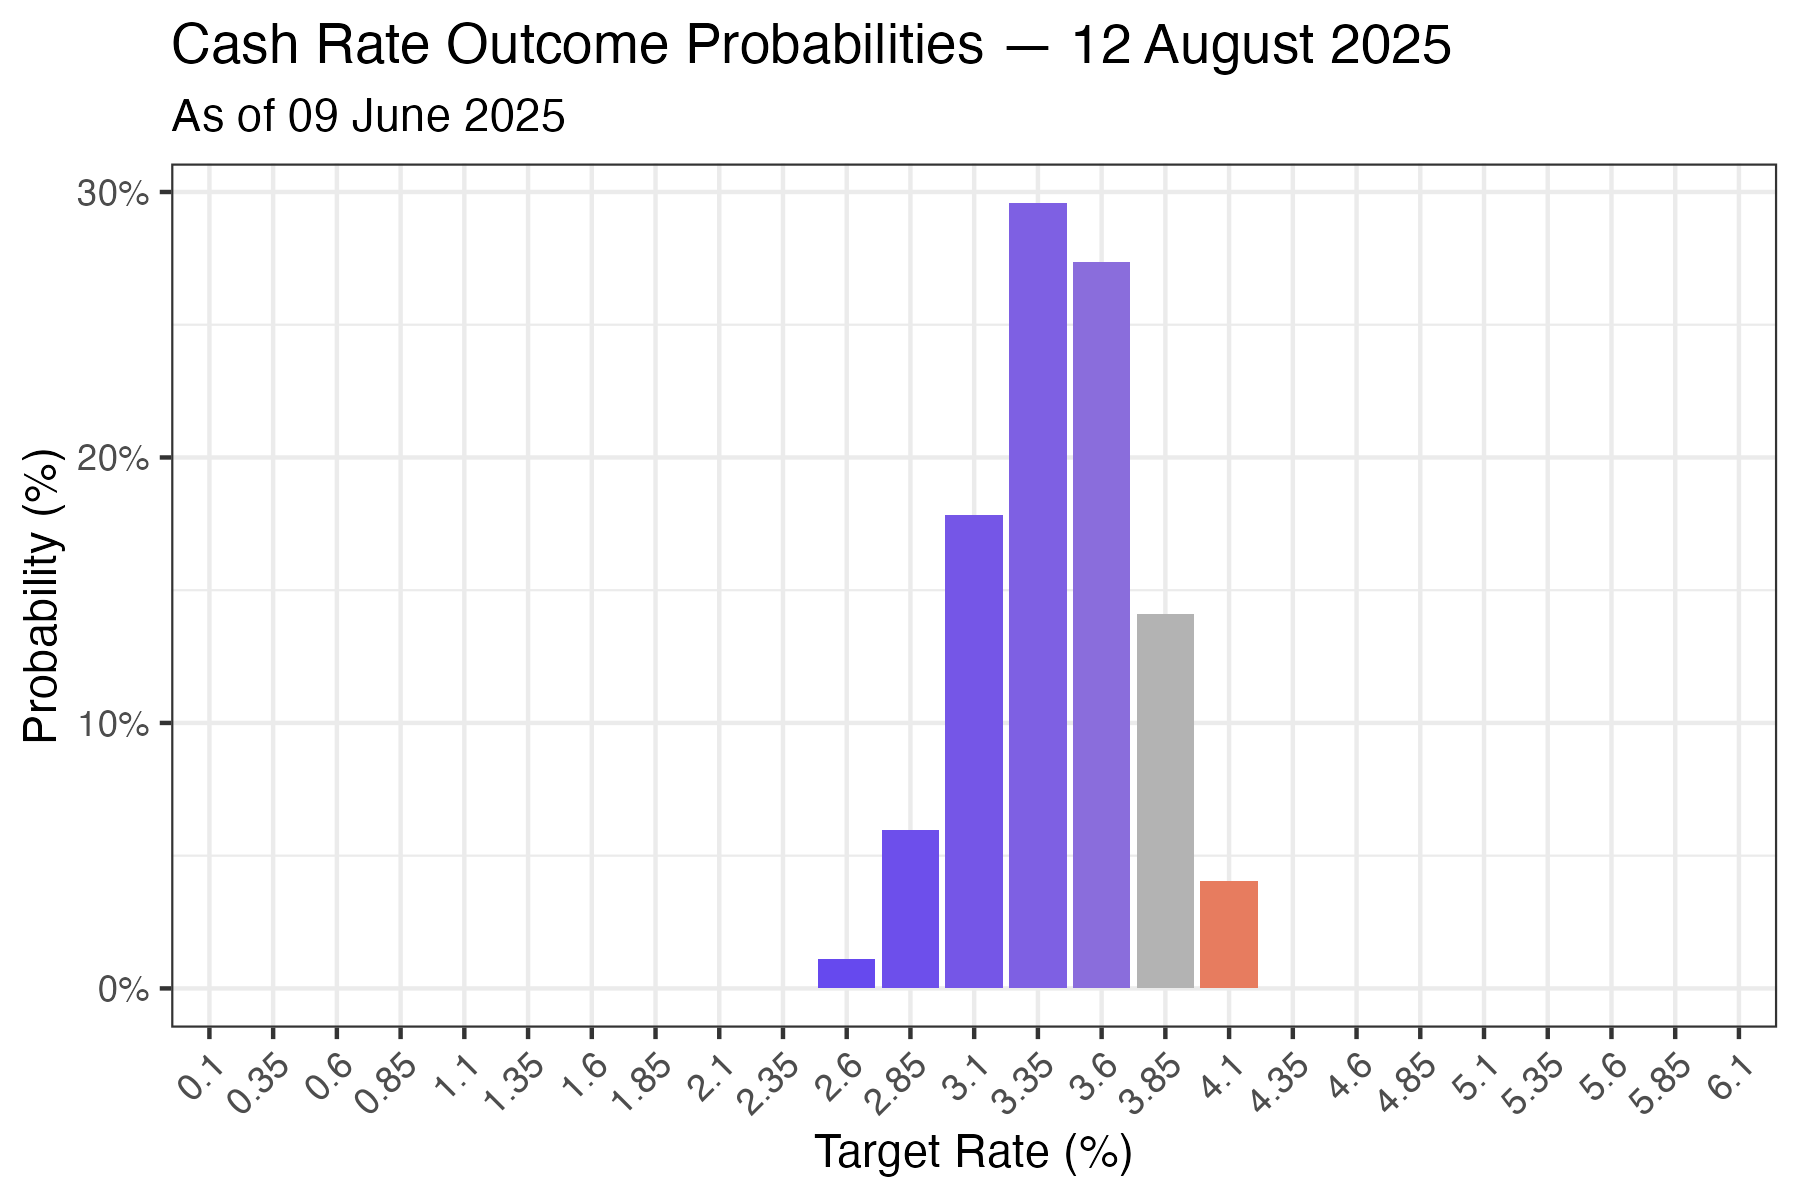 Cash Rate Outcome Probabilities — 12 August 2025
As of 09 June 2025
Probability (%)
30%
20%
10%
0%
0.1 0.35 0.6 0.85 1.1 1.35 1.6 1.85 2.1 2.35 2.6 2.85 3.1 3.35 3.6 3.85 4.1 4.35 4.6 4.85 5.1 5.35 5.6 5.85 6.1
Target Rate (%)